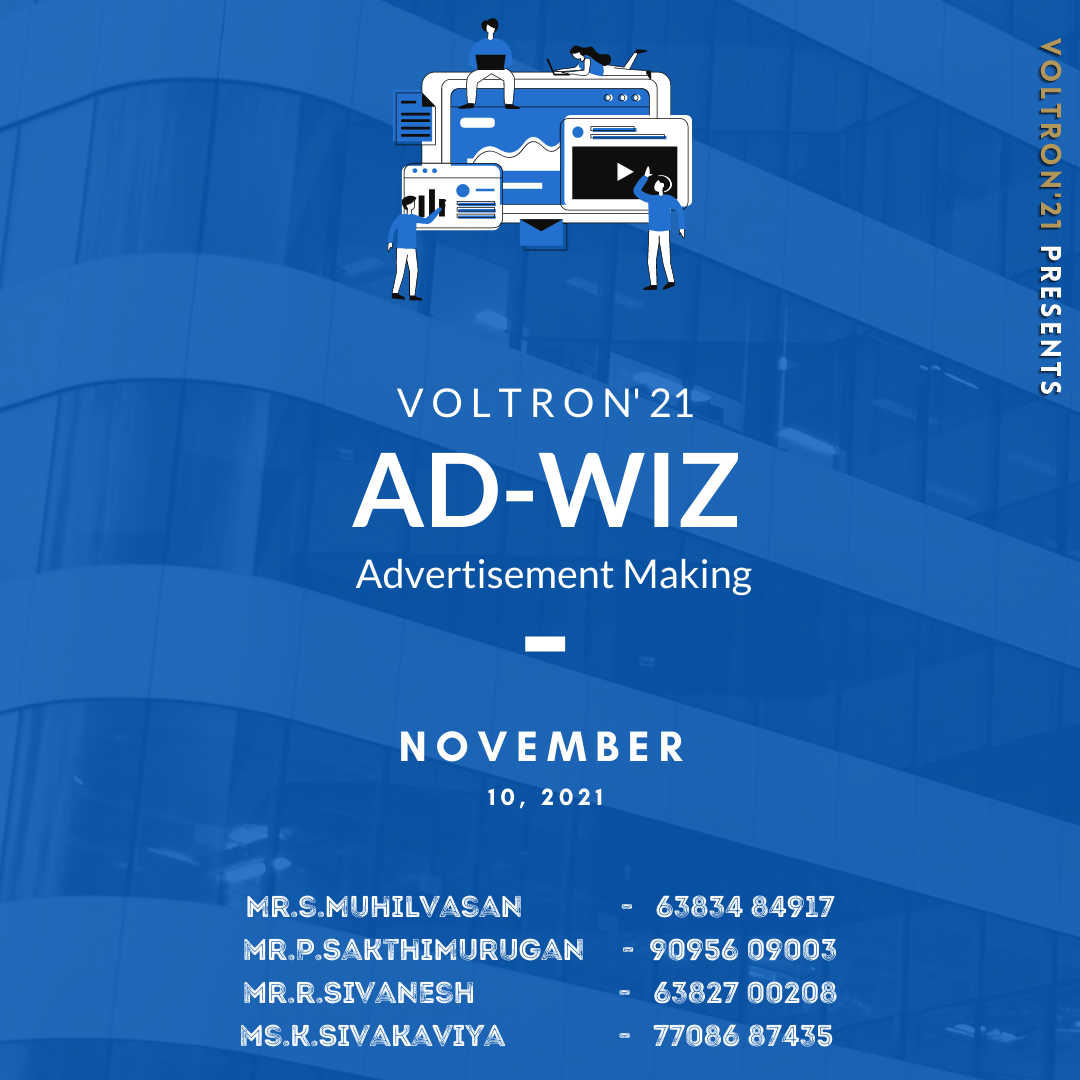 VOLTRON'21 PRESENTS
VOLTRON'21
AD-WIZ
Advertisement Making
NOVEMBER
10, 2021
MR.S.MUHILVASAN - 63834 84917
MR.P.SAKTHIMURUGAN - 90956 09003
MR.R.SIVANESH - 63827 00208
MS.K.SIVAKAVIYA - 77086 87435